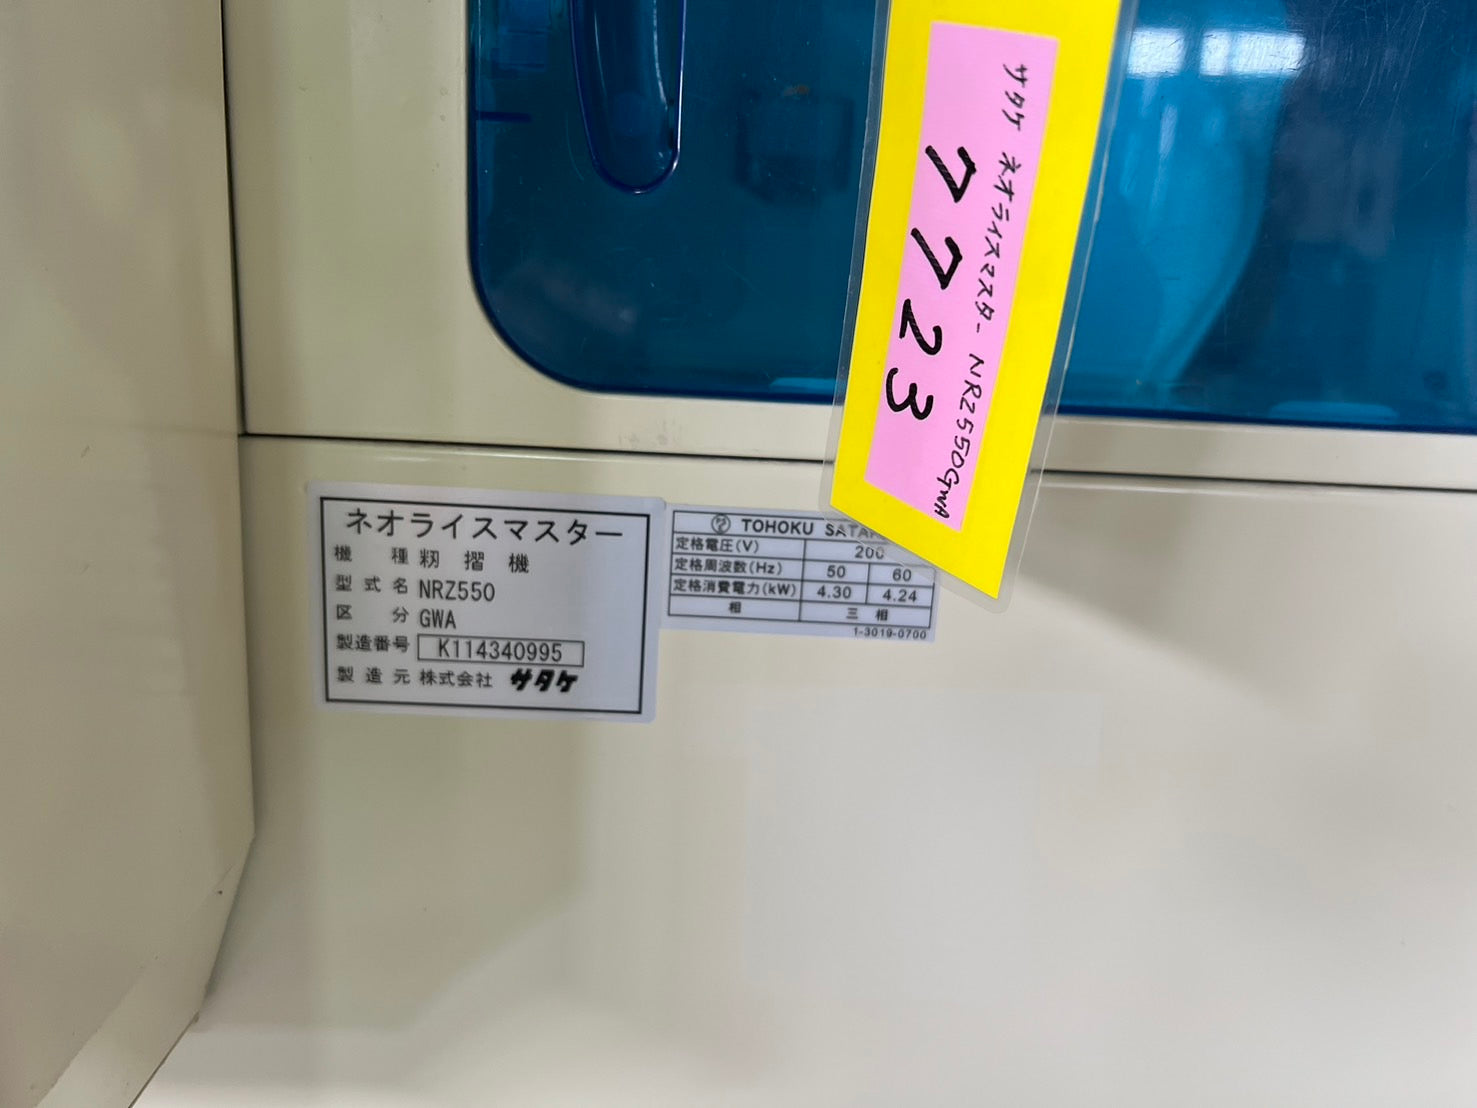 サタケ ネオライスマスター NRZ550GWA
7723
ネオライスマスター
機種 籾摺機
型式名 NRZ550
区分 GWA
製造番号 K114340995
製造元 株式会社 サタケ
TOHOKU
定格電圧(V) 200
定格周波数(Hz) 50 60
定格消費電力(kW) 4.30 4.24
相 三相
1-3019-0700